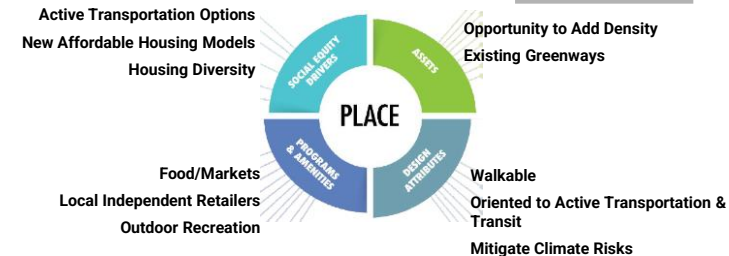 Active Transportation Options
New Affordable Housing Models
Housing Diversity
SOCIAL EQUITY
DRIVERS
ASSETS
Opportunity to Add Density
Existing Greenways
PLACE
PROGRAMS
& AMENITIES
DESIGN
ATTRIBUTES
Food/Markets
Local Independent Retailers
Outdoor Recreation
Walkable
Oriented to Active Transportation &
Transit
Mitigate Climate Risks